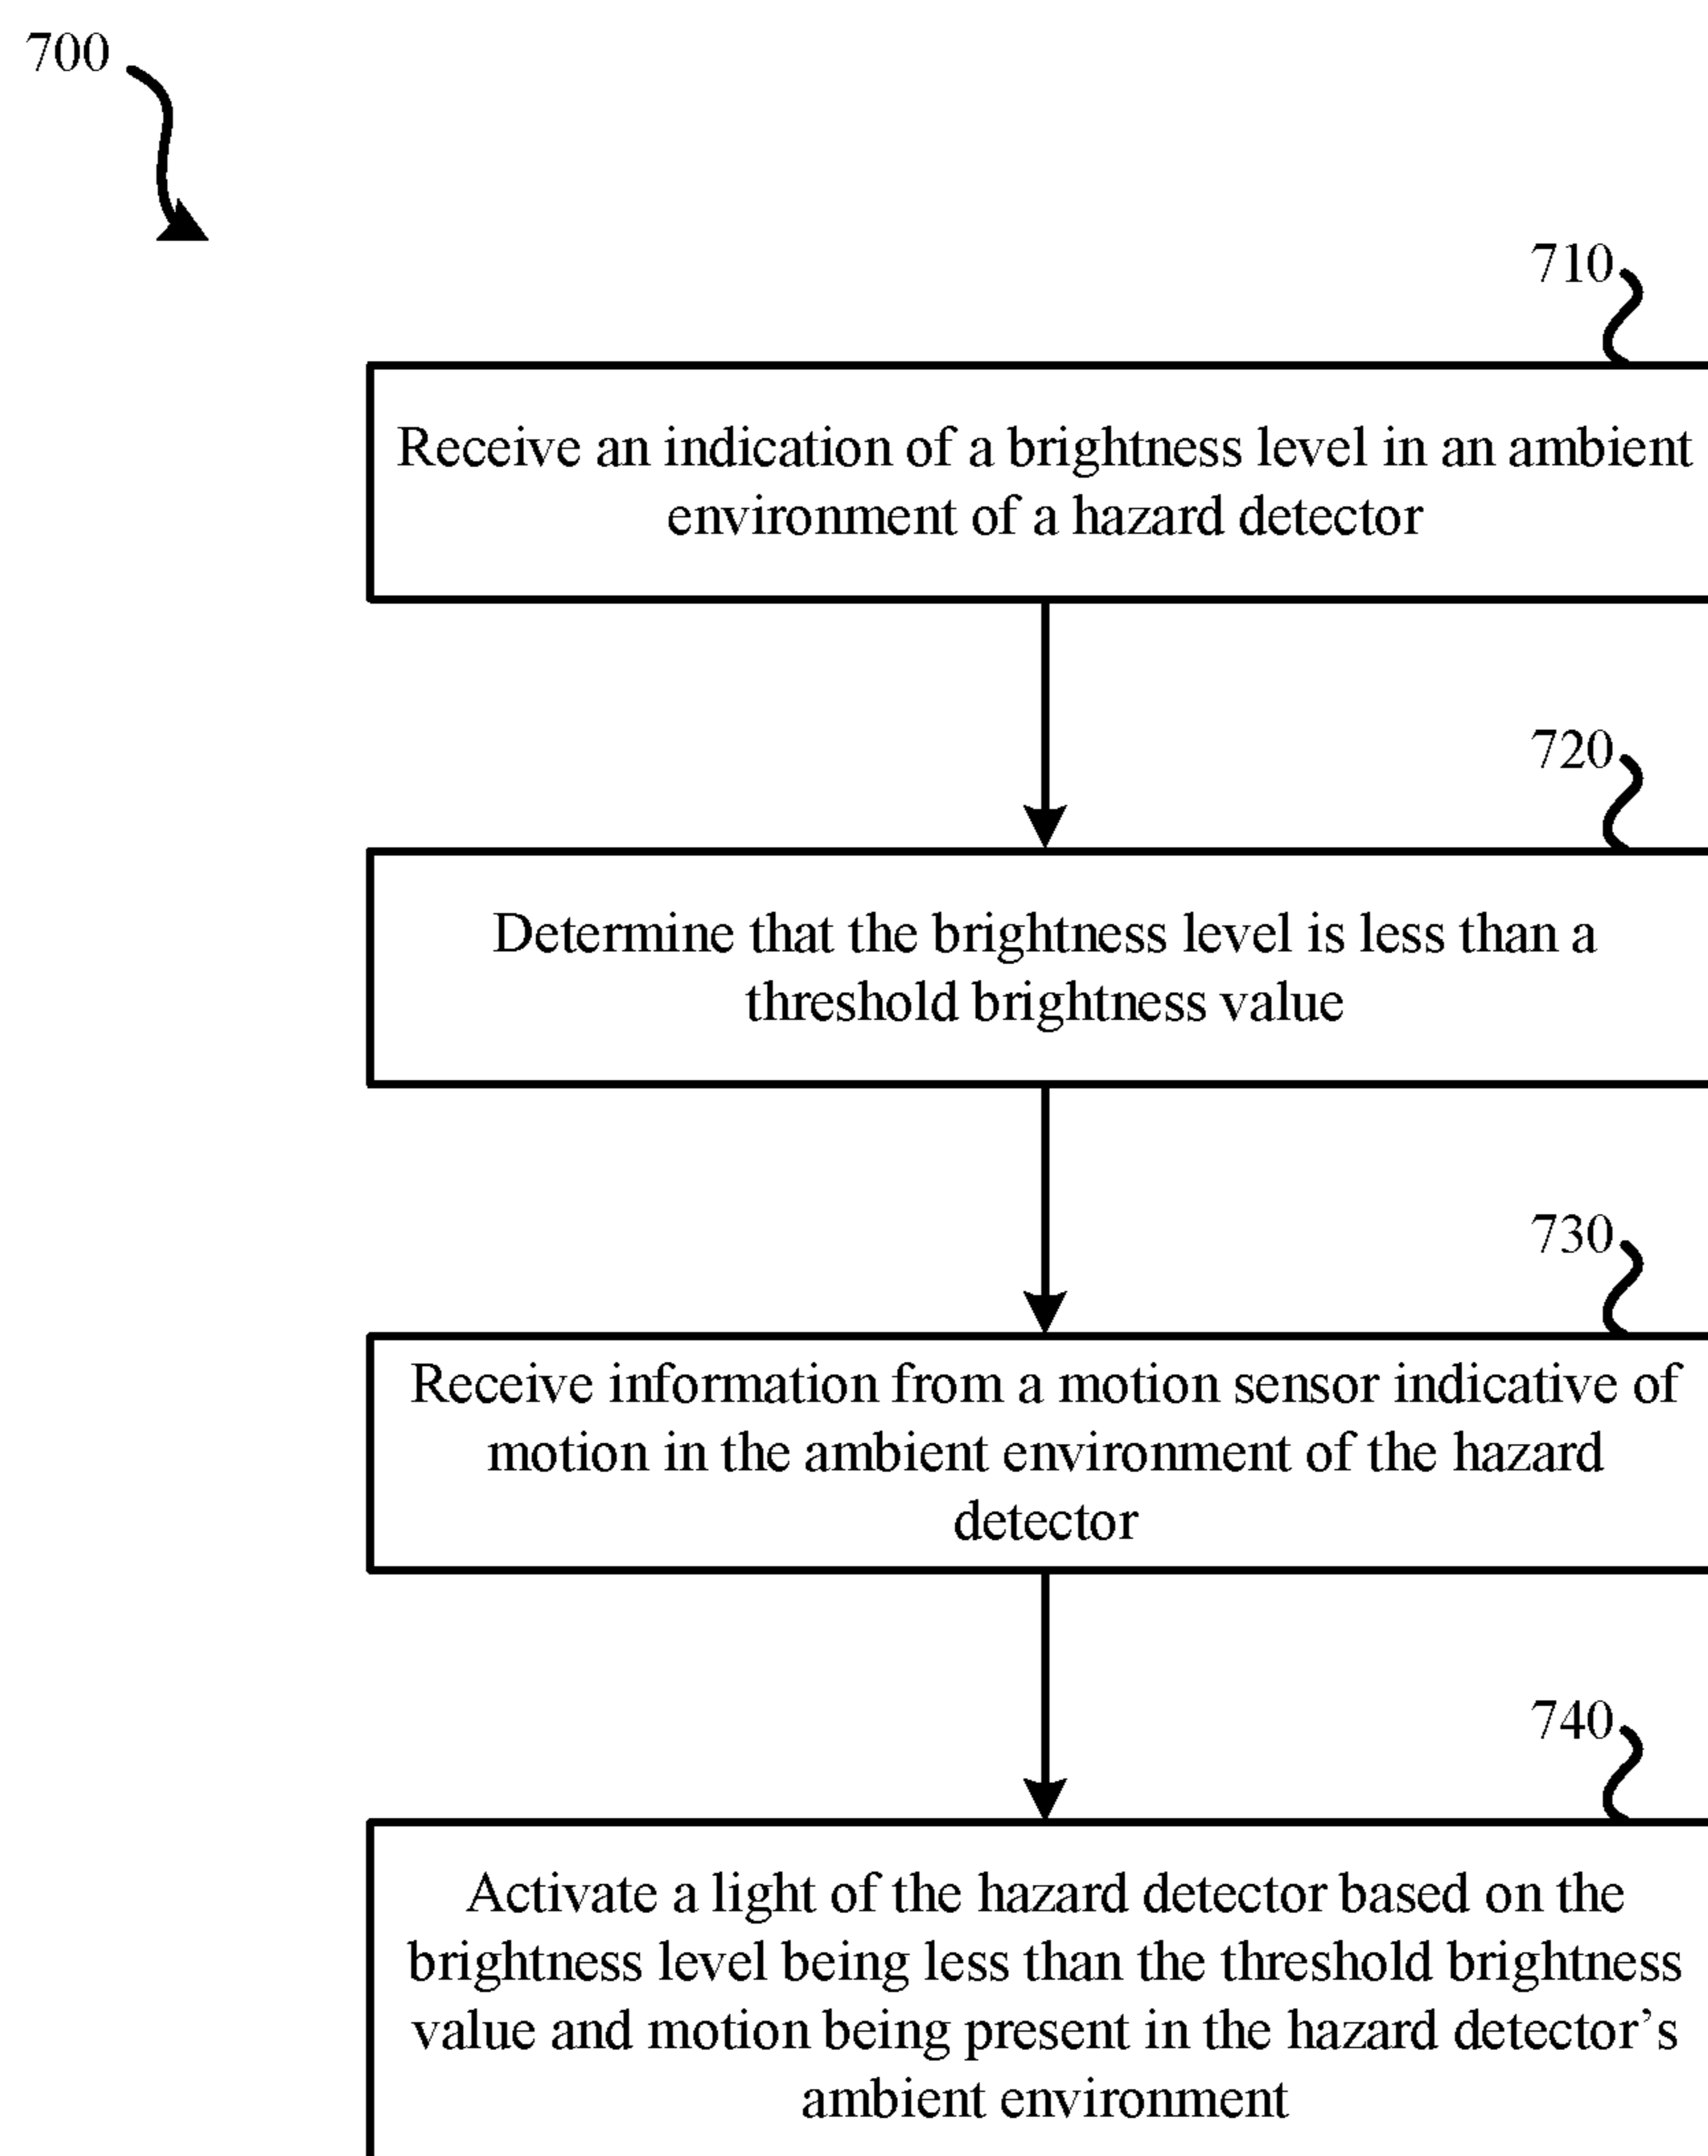 700
710
Receive an indication of a brightness level in an ambient
environment of a hazard detector
720
Determine that the brightness level is less than a
threshold brightness value
730
Receive information from a motion sensor indicative of
motion in the ambient environment of the hazard
detector
740
Activate a light of the hazard detector based on the
brightness level being less than the threshold brightness
value and motion being present in the hazard detector’s
ambient environment